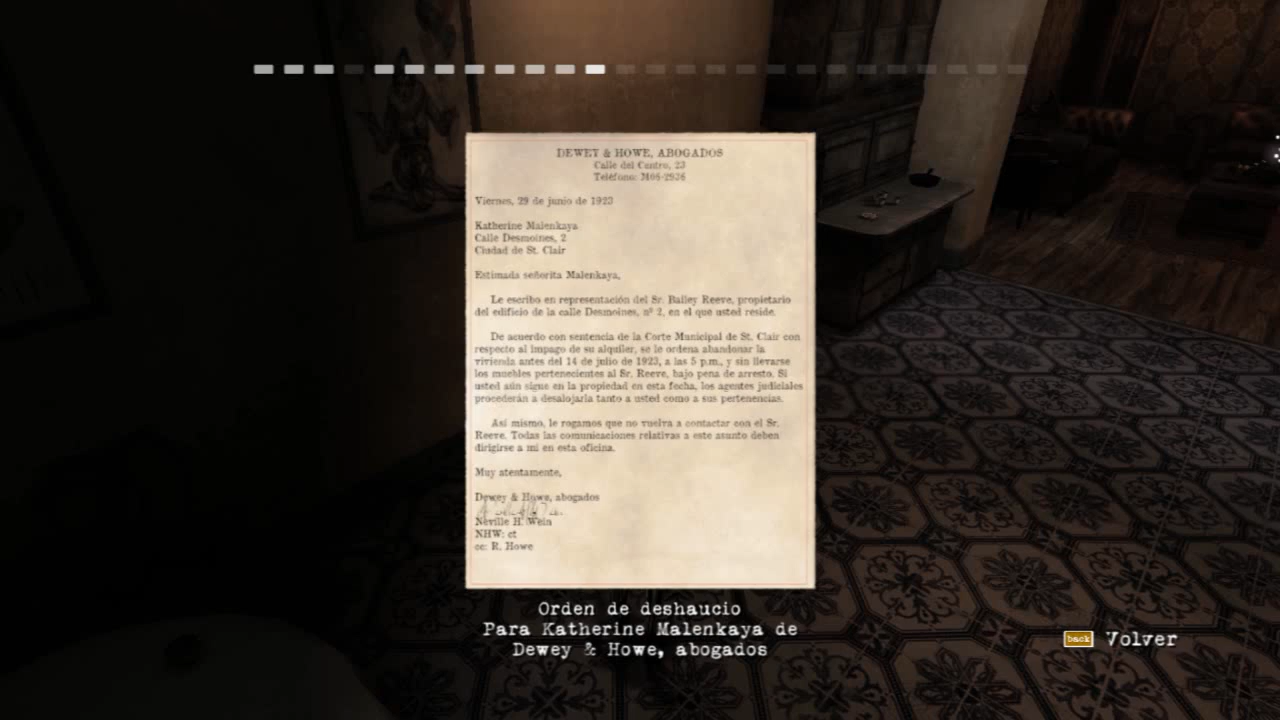 DEWEY & HOWE, ABOGADOS
Calle del Centro, 23
Teléfono: M05-2936
Viernes, 29 de junio de 1923
Katherine Malenkaya
Calle Desmoines, 2
Ciudad de St. Clair
Estimada señorita Malenkaya,
Le escribo en representación del Sr. Bailey Reeve, propietario
del edificio de la calle Desmoines, nº 2, en el que usted reside.
De acuerdo con sentencia de la Corte Municipal de St. Clair con
respecto al impago de su alquiler, se le ordena abandonar la
vivienda antes del 14 de julio de 1923, a las 5 p.m., y sin llevarse
los muebles pertenecientes al Sr. Reeve, bajo pena de arresto. Si
usted aún sigue en la propiedad en esta fecha, los agentes judiciales
procederán a desalojarla tanto a usted como a sus pertenencias.
Así mismo, le rogamos que no vuelva a contactar con el Sr.
Reeve. Todas las comunicaciones relativas a este asunto deben
dirigirse a mí en esta oficina.
Muy atentamente,
Dewey & Howe, abogados
Neville H. Wein
NHW: ct
cc: R. Howe
Orden de deshaucio
Para Katherine Malenkaya de
Dewey & Howe, abogados
back Volver